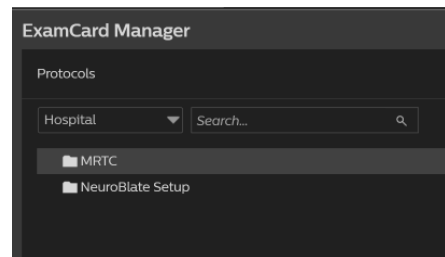 ExamCard Manager
Protocols
Hospital Search...
MRTC
NeuroBlate Setup